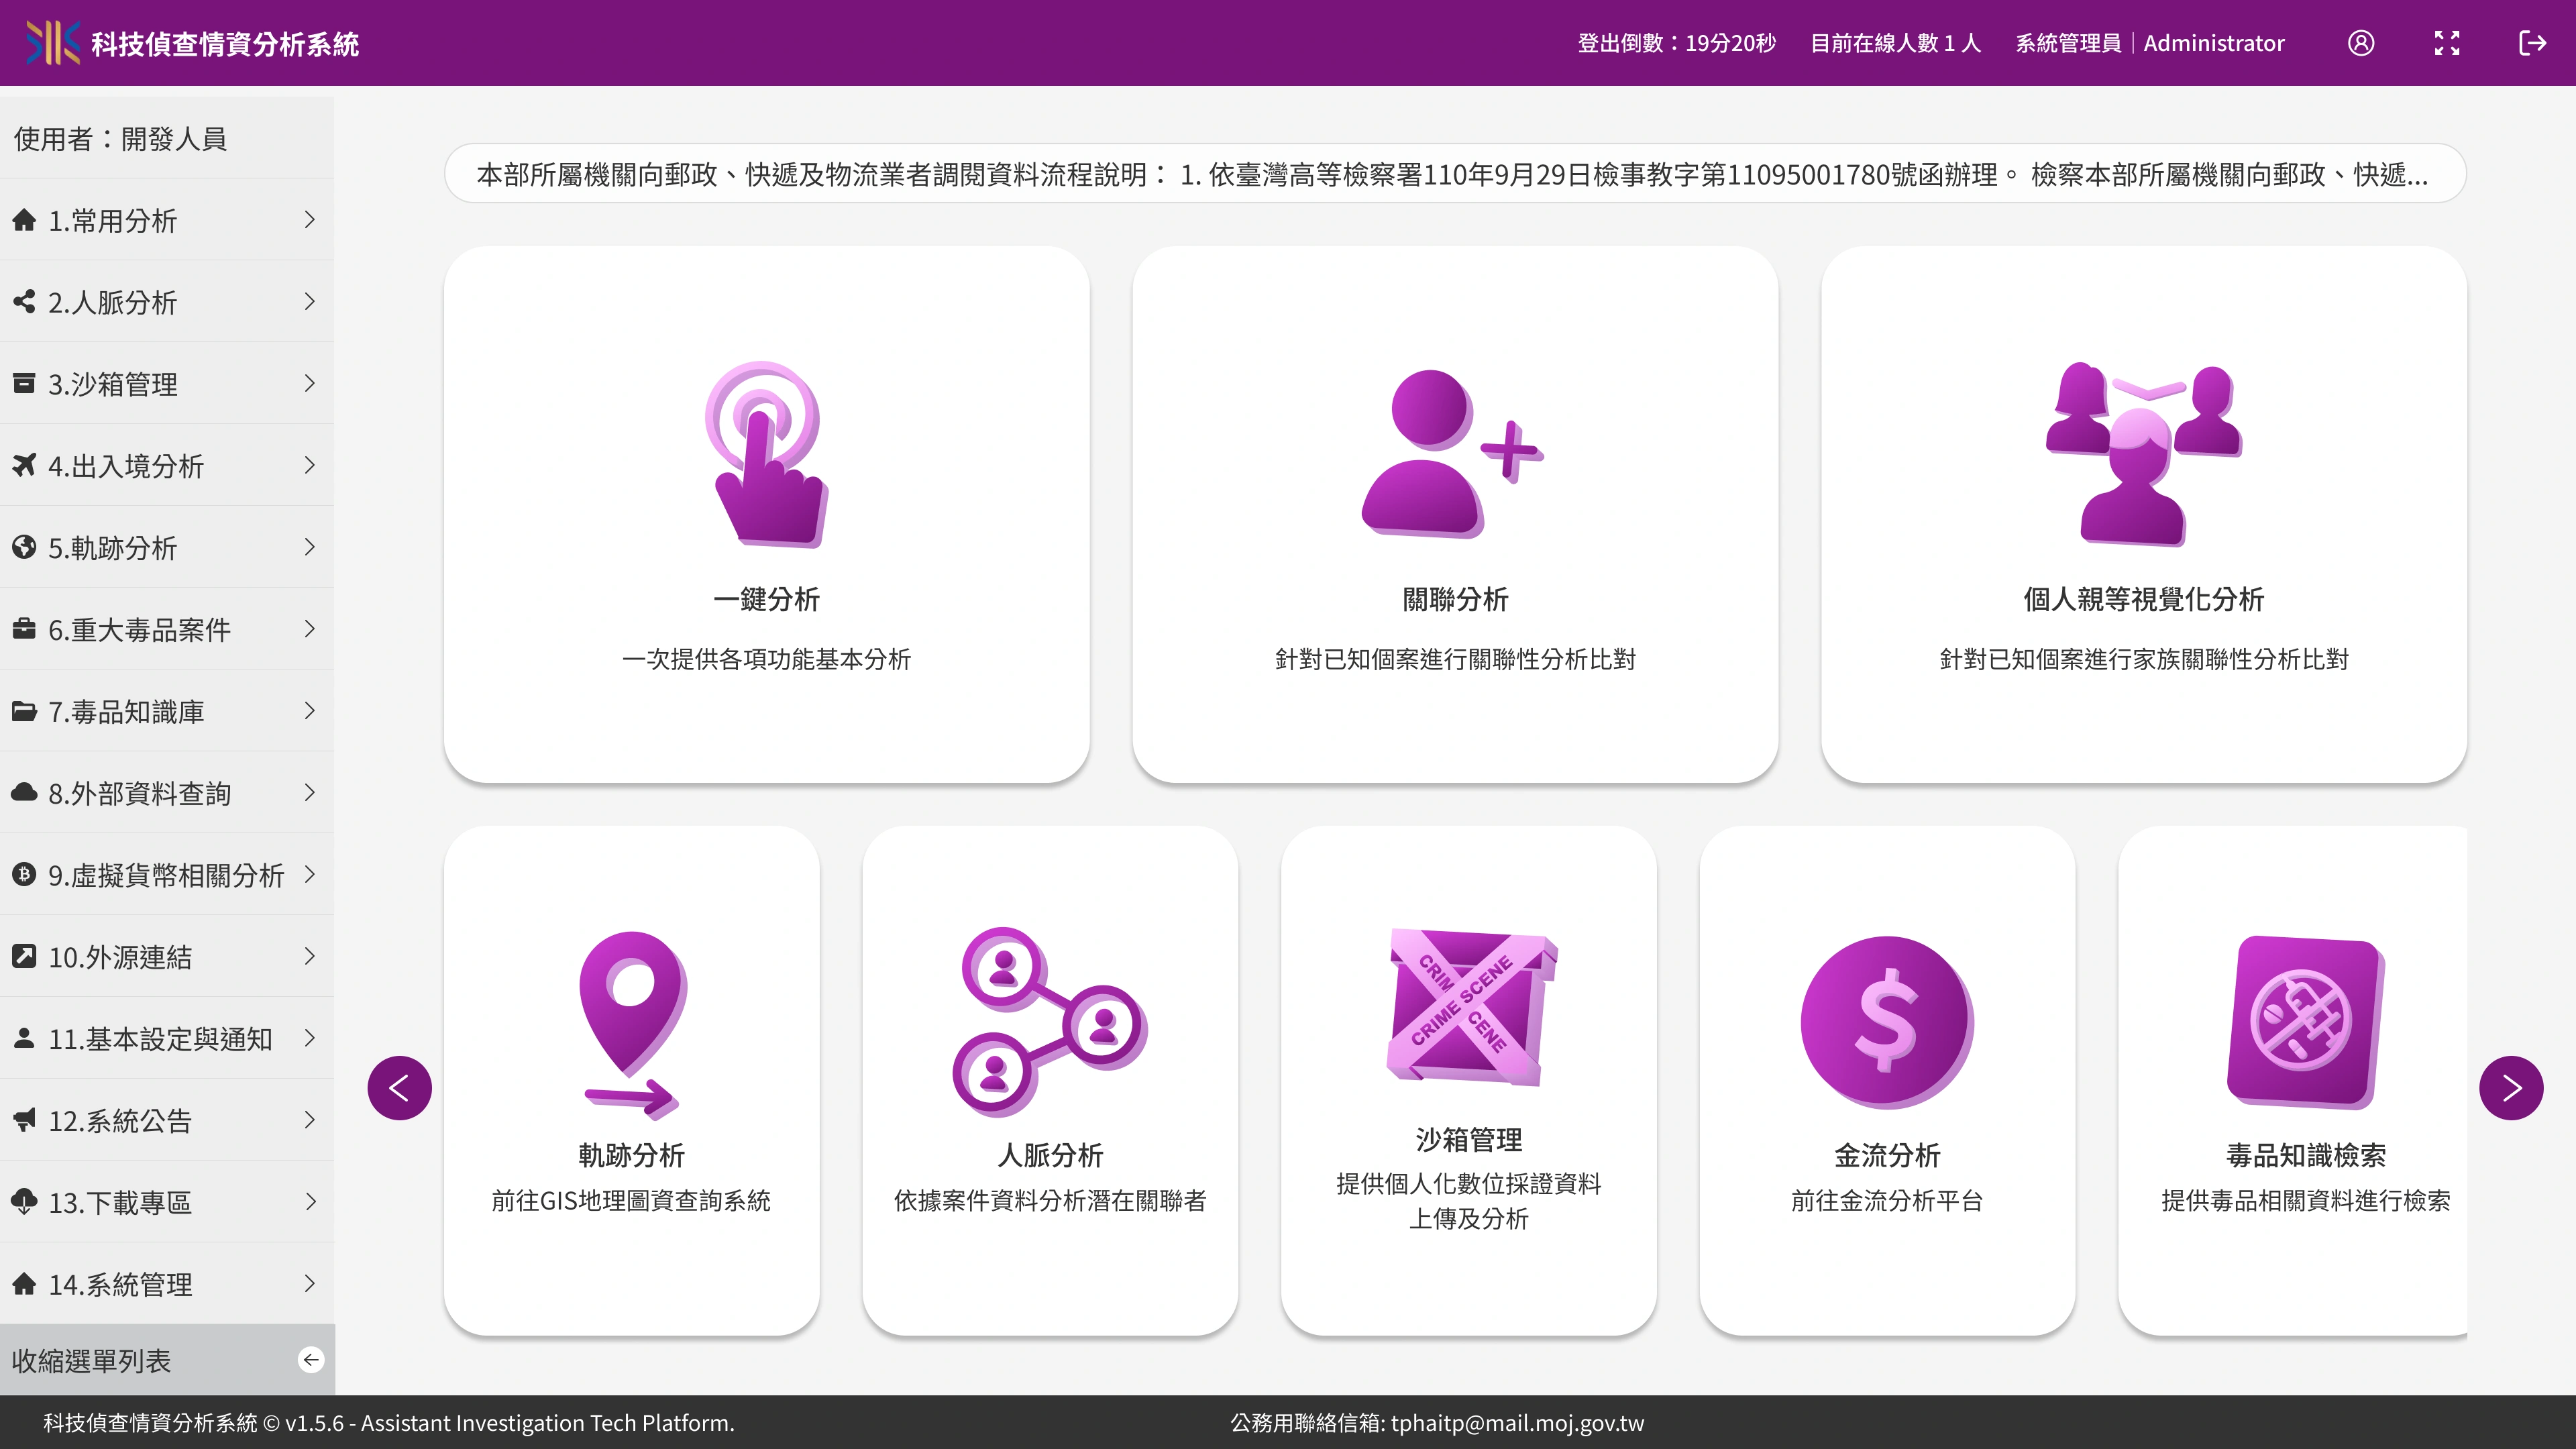 科技偵查情資分析系統
登出倒數：19分20秒 目前在線人數 1 人 系統管理員｜Administrator
使用者：開發人員
1.常用分析
2.人脈分析
3.沙箱管理
4.出入境分析
5.軌跡分析
6.重大毒品案件
7.毒品知識庫
8.外部資料查詢
9.虛擬貨幣相關分析
10.外源連結
11.基本設定與通知
12.系統公告
13.下載專區
14.系統管理
收縮選單列表
本部所屬機關向郵政、快遞及物流業者調閱資料流程說明： 1. 依臺灣高等檢察署110年9月29日檢事教字第11095001780號函辦理。 檢察本部所屬機關向郵政、快遞...
一鍵分析
一次提供各項功能基本分析
關聯分析
針對已知個案進行關聯性分析比對
個人親等視覺化分析
針對已知個案進行家族關聯性分析比對
軌跡分析
前往GIS地理圖資查詢系統
人脈分析
依據案件資料分析潛在關聯者
CRIM CENE
CRIME SCENE
沙箱管理
提供個人化數位採證資料
上傳及分析
金流分析
前往金流分析平台
毒品知識檢索
提供毒品相關資料進行檢索
科技偵查情資分析系統 © v1.5.6 - Assistant Investigation Tech Platform.
公務用聯絡信箱: tphaitp@mail.moj.gov.tw